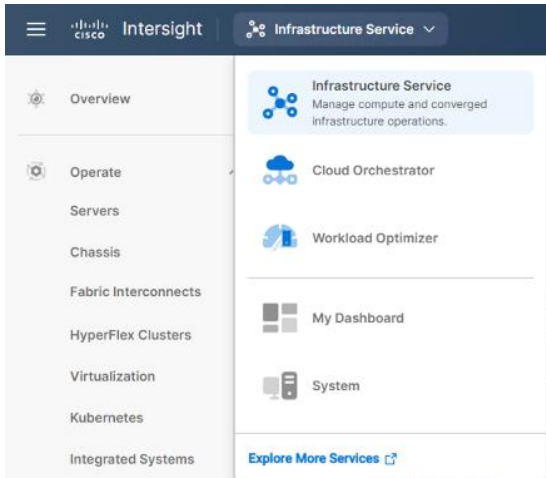 cisco Intersight Infrastructure Service
Overview
Operate
Servers
Chassis
Fabric Interconnects
HyperFlex Clusters
Virtualization
Kubernetes
Integrated Systems
Infrastructure Service
Manage compute and converged
infrastructure operations.
Cloud Orchestrator
Workload Optimizer
My Dashboard
System
Explore More Services